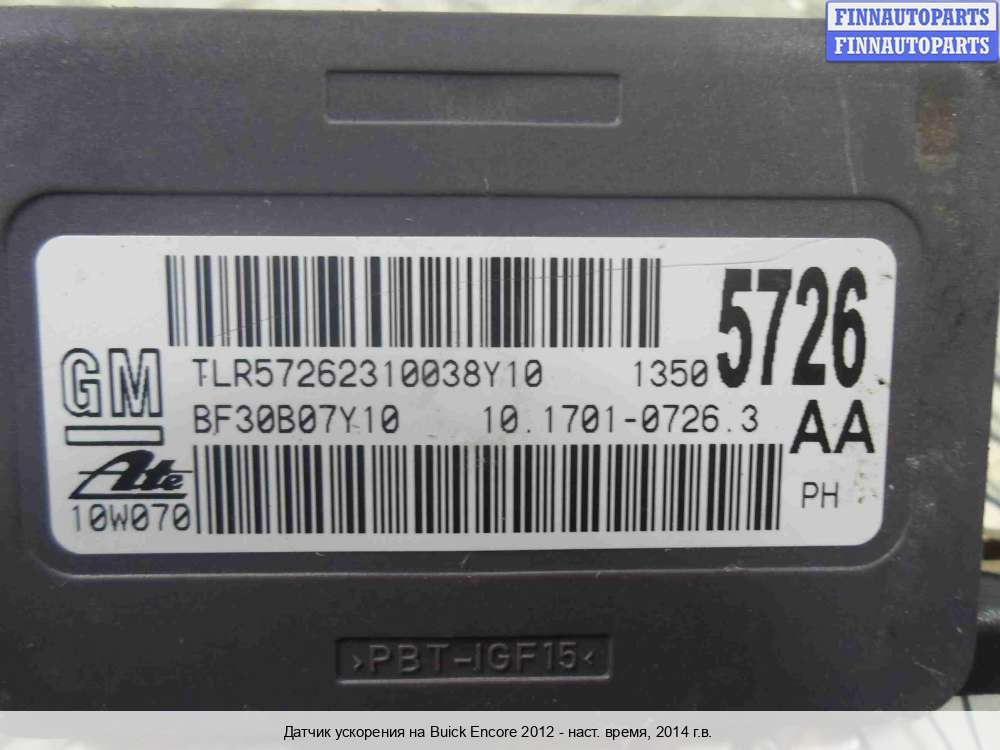 FINNAUTOPARTS
FINNAUTOPARTS
5726
TLR57262310038Y10 1350
GM
BF30B07Y10 10.1701-0726.3
AA
Ate
10W070
PH
>PBT-IGF15<
Датчик ускорения на Buick Encore 2012 - наст. время, 2014 г.в.